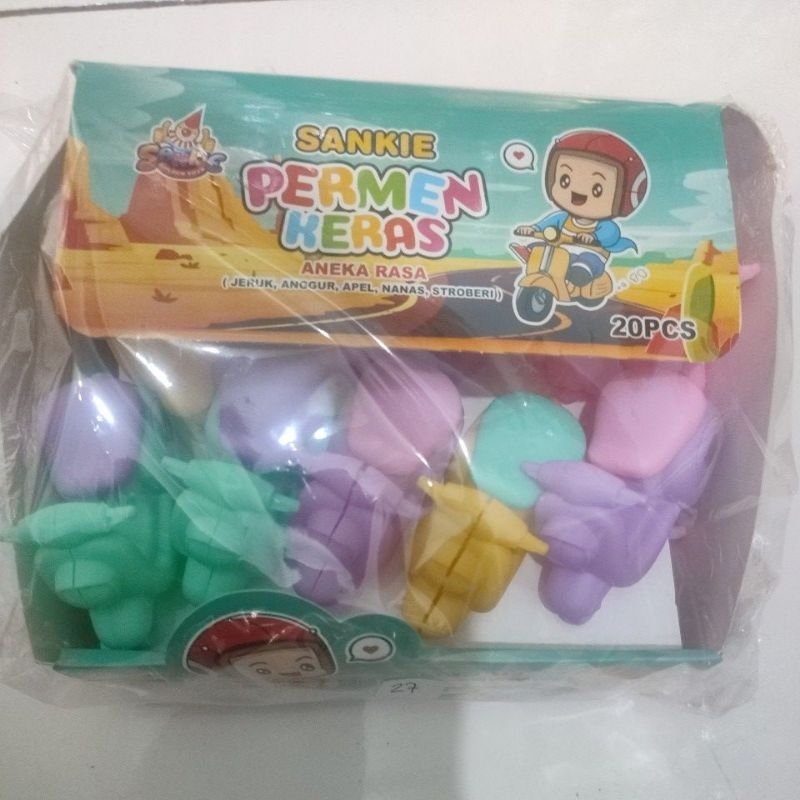 SANKIE
PERMEN
KERAS
ANEKA RASA
( JERUK, ANGGUR, APEL, NANAS, STROBERI )
20PCS
27